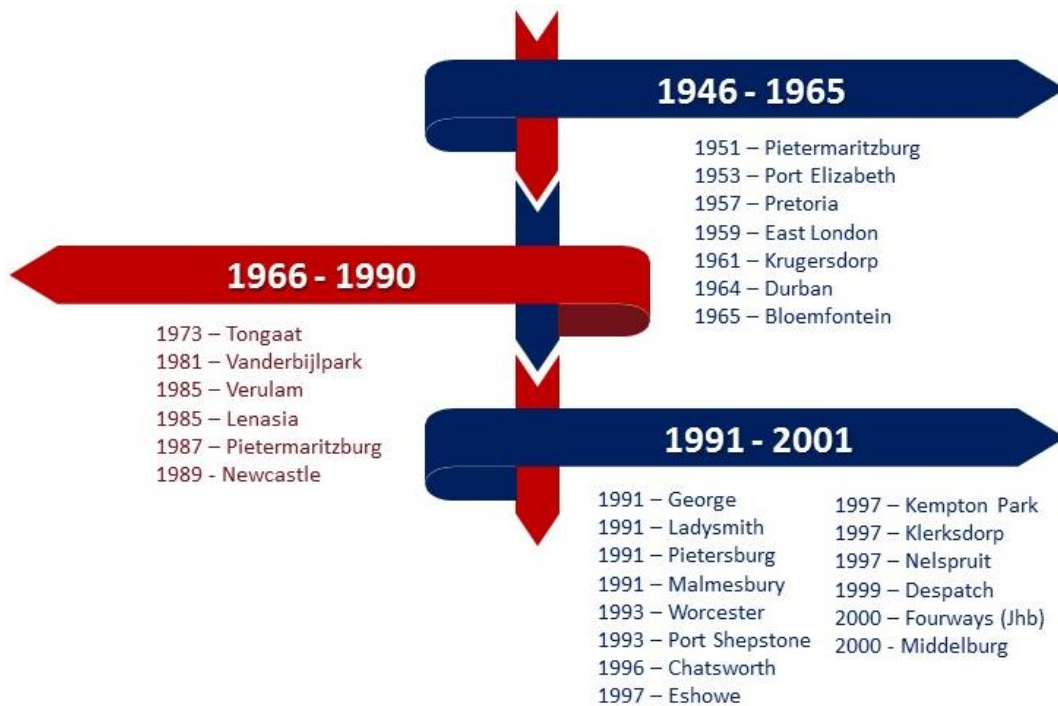 1946 - 1965
1951 – Pietermaritzburg
1953 – Port Elizabeth
1957 – Pretoria
1959 – East London
1961 – Krugersdorp
1964 – Durban
1965 – Bloemfontein
1966 - 1990
1973 – Tongaat
1981 – Vanderbijlpark
1985 – Verulam
1985 – Lenasia
1987 – Pietermaritzburg
1989 - Newcastle
1991 - 2001
1991 – George
1991 – Ladysmith
1991 – Pietersburg
1991 – Malmesbury
1993 – Worcester
1993 – Port Shepstone
1996 – Chatsworth
1997 – Eshowe
1997 – Kempton Park
1997 – Klerksdorp
1997 – Nelspruit
1999 – Despatch
2000 – Fourways (Jhb)
2000 - Middelburg